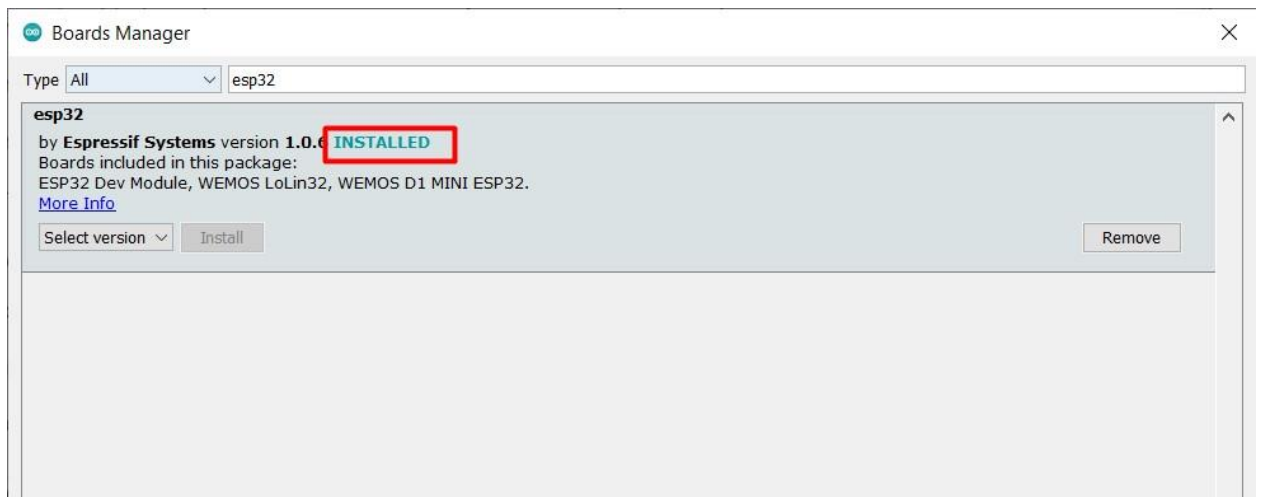 Boards Manager
Type All esp32
esp32
by Espressif Systems version 1.0.6 INSTALLED
Boards included in this package:
ESP32 Dev Module, WEMOS LoLin32, WEMOS D1 MINI ESP32.
More Info
Select version Install Remove